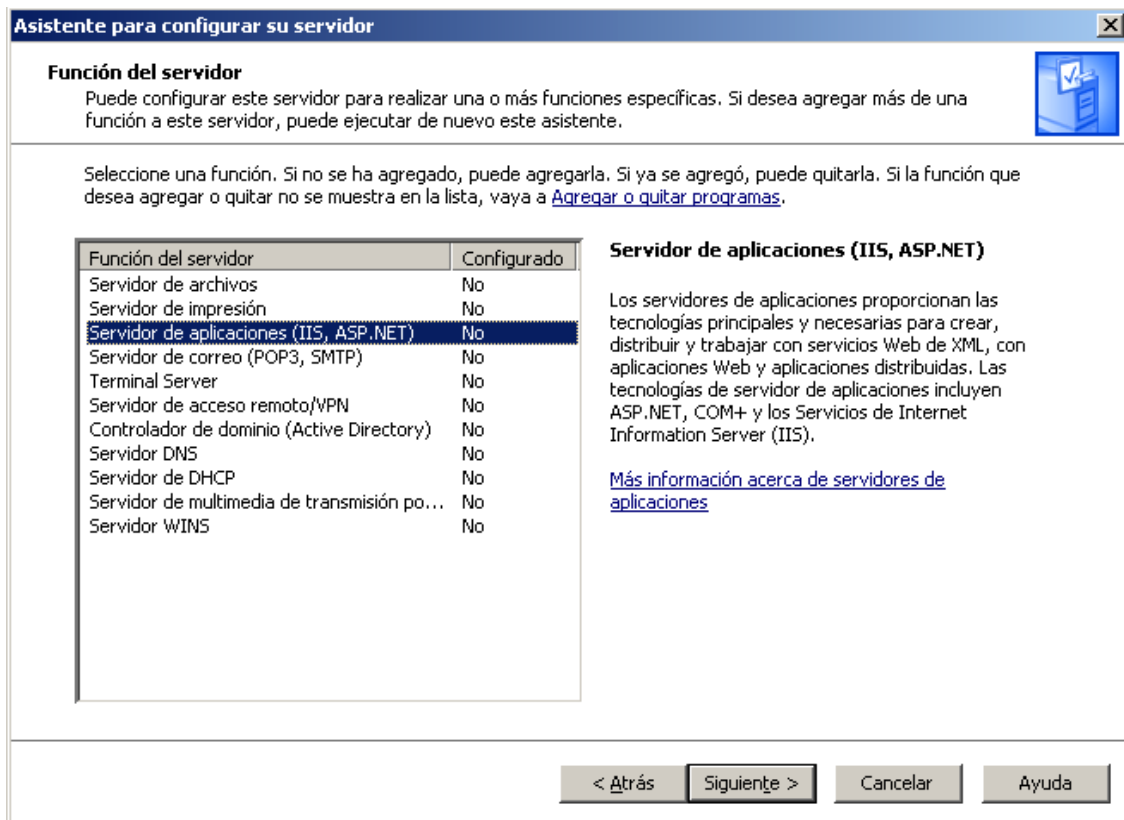 Asistente para configurar su servidor
Función del servidor
Puede configurar este servidor para realizar una o más funciones específicas. Si desea agregar más de una
función a este servidor, puede ejecutar de nuevo este asistente.
Seleccione una función. Si no se ha agregado, puede agregarla. Si ya se agregó, puede quitarla. Si la función que
desea agregar o quitar no se muestra en la lista, vaya a Agregar o quitar programas.
Función del servidor Configurado
Servidor de archivos No
Servidor de impresión No
Servidor de aplicaciones (IIS, ASP.NET) No
Servidor de correo (POP3, SMTP) No
Terminal Server No
Servidor de acceso remoto/VPN No
Controlador de dominio (Active Directory) No
Servidor DNS No
Servidor de DHCP No
Servidor de multimedia de transmisión po... No
Servidor WINS No
Servidor de aplicaciones (IIS, ASP.NET)
Los servidores de aplicaciones proporcionan las
tecnologías principales y necesarias para crear,
distribuir y trabajar con servicios Web de XML, con
aplicaciones Web y aplicaciones distribuidas. Las
tecnologías de servidor de aplicaciones incluyen
ASP.NET, COM+ y los Servicios de Internet
Information Server (IIS).
Más información acerca de servidores de
aplicaciones
< Atrás Siguiente > Cancelar Ayuda